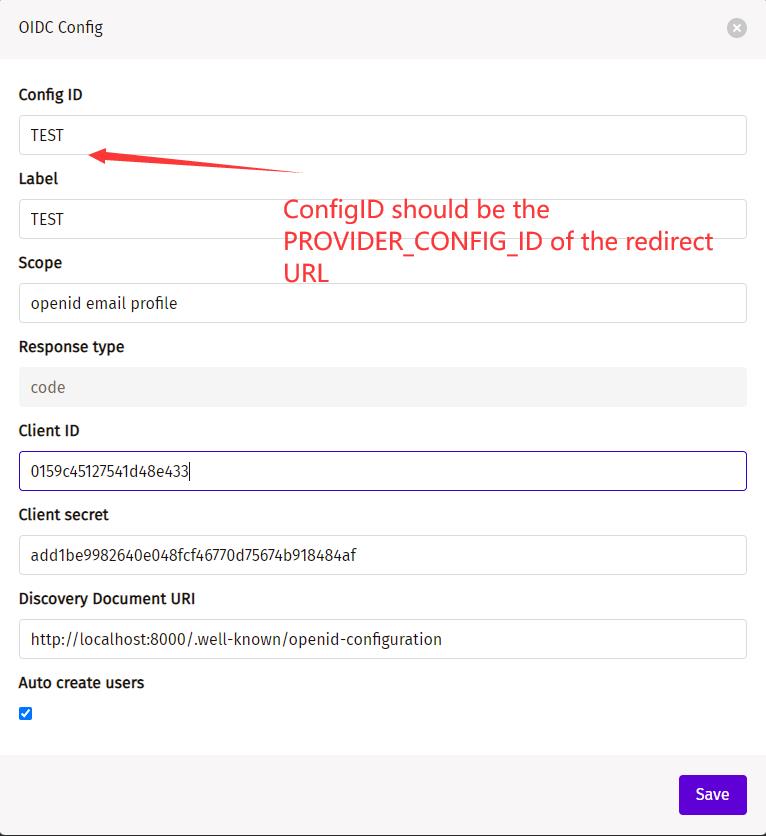 OIDC Config
Config ID
TEST
Label
TEST
ConfigID should be the
PROVIDER_CONFIG_ID of the redirect
URL
Scope
openid email profile
Response type
code
Client ID
0159c45127541d48e433
Client secret
add1be9982640e048fcf46770d75674b918484af
Discovery Document URI
http://localhost:8000/.well-known/openid-configuration
Auto create users
Save